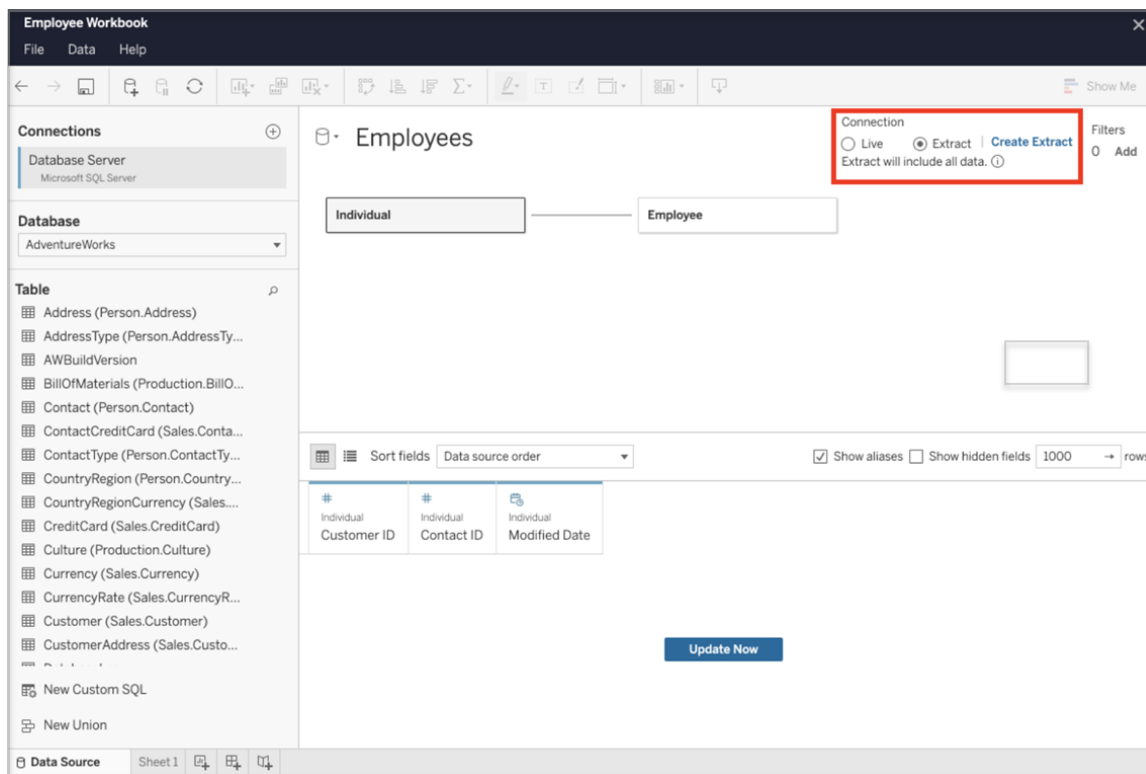 Employee Workbook
File Data Help
Show Me
Connections
Database Server
Microsoft SQL Server
Database
AdventureWorks
Table
Address (Person.Address)
AddressType (Person.AddressTy...
AWBuildVersion
BillOfMaterials (Production.BillO...
Contact (Person.Contact)
ContactCreditCard (Sales.Conta...
ContactType (Person.ContactTy...
CountryRegion (Person.Country...
CountryRegionCurrency (Sales....
CreditCard (Sales.CreditCard)
Culture (Production.Culture)
Currency (Sales.Currency)
CurrencyRate (Sales.CurrencyR...
Customer (Sales.Customer)
CustomerAddress (Sales.Custo...
New Custom SQL
New Union
Employees
Connection
Live Extract | Create Extract
Extract will include all data.
Filters
0 Add
Individual Employee
Sort fields Data source order Show aliases Show hidden fields 1000 → rows
# # 
Individual Individual Individual
Customer ID Contact ID Modified Date
Update Now
Data Source Sheet 1